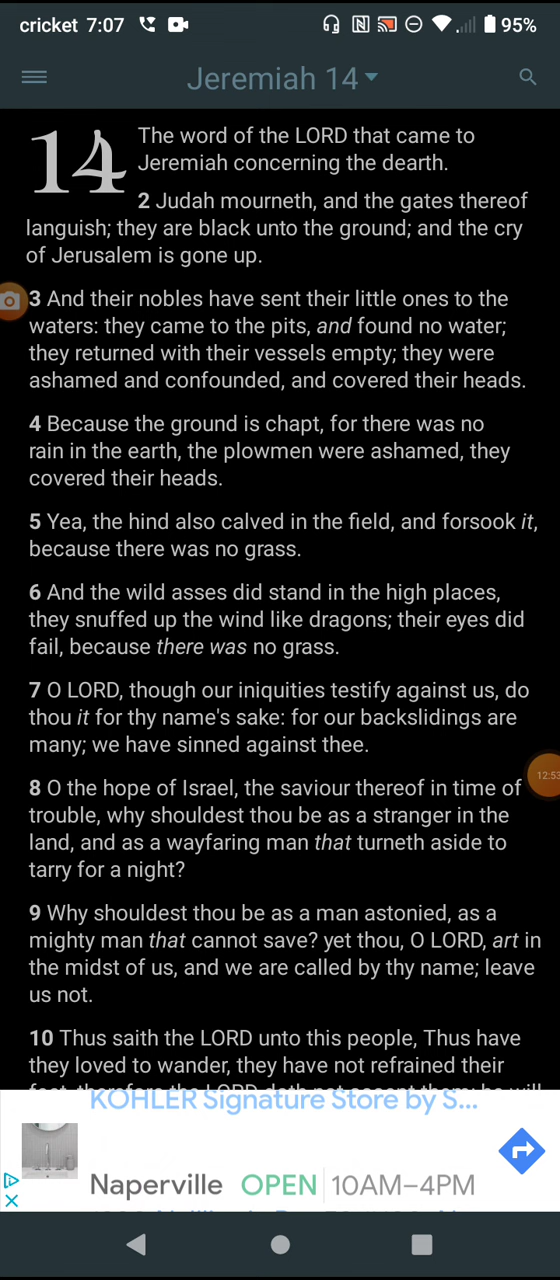 cricket 7:07 95%
Jeremiah 14
14 The word of the LORD that came to
Jeremiah concerning the dearth.
2 Judah mourneth, and the gates thereof
languish; they are black unto the ground; and the cry
of Jerusalem is gone up.
3 And their nobles have sent their little ones to the
waters: they came to the pits, and found no water;
they returned with their vessels empty; they were
ashamed and confounded, and covered their heads.
4 Because the ground is chapt, for there was no
rain in the earth, the plowmen were ashamed, they
covered their heads.
5 Yea, the hind also calved in the field, and forsook it,
because there was no grass.
6 And the wild asses did stand in the high places,
they snuffed up the wind like dragons; their eyes did
fail, because there was no grass.
7 O LORD, though our iniquities testify against us, do
thou it for thy name's sake: for our backslidings are
many; we have sinned against thee.
12:53
8 O the hope of Israel, the saviour thereof in time of
trouble, why shouldest thou be as a stranger in the
land, and as a wayfaring man that turneth aside to
tarry for a night?
9 Why shouldest thou be as a man astonied, as a
mighty man that cannot save? yet thou, O LORD, art in
the midst of us, and we are called by thy name; leave
us not.
10 Thus saith the LORD unto this people, Thus have
they loved to wander, they have not refrained their
feet, therefore the LORD doth not accept them; he will
KOHLER Signature Store by S...
Naperville OPEN 10AM–4PM